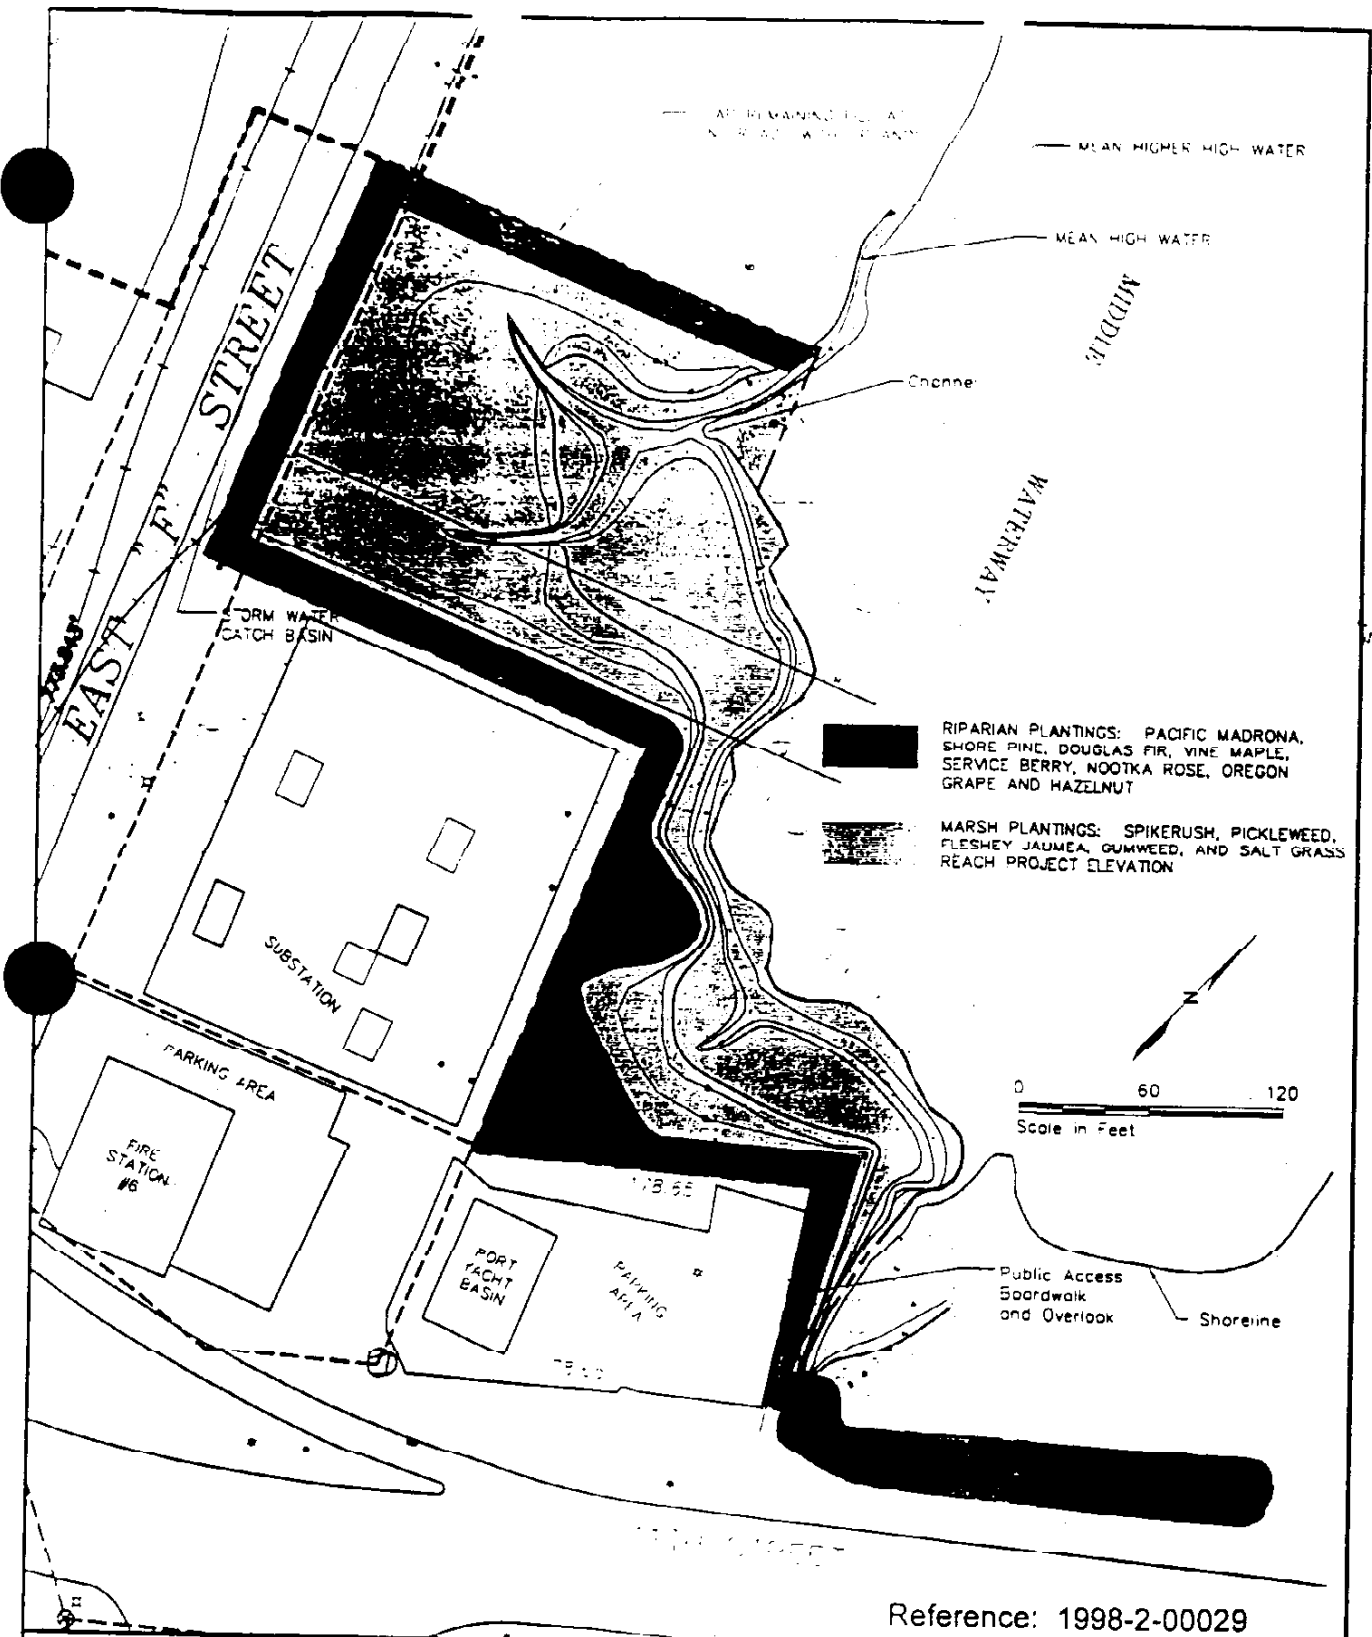 MEAN HIGHER HIGH WATER
MEAN HIGH WATER
MIDDLE
WATERWAY
Channel
EAST "F" STREET
STORM WATER
CATCH BASIN
RIPARIAN PLANTINGS: PACIFIC MADRONA,
SHORE PINE, DOUGLAS FIR, VINE MAPLE,
SERVICE BERRY, NOOTKA ROSE, OREGON
GRAPE AND HAZELNUT
MARSH PLANTINGS: SPIKERUSH, PICKLEWEED,
FLESHEY JAUMEA, GUMWEED, AND SALT GRASS
REACH PROJECT ELEVATION
SUBSTATION
N
PARKING AREA
0 60 120
Scale in Feet
FIRE
STATION
#6
178.65
PORT
YACHT
BASIN
PARKING
AREA
Public Access
Boardwalk
and Overlook
Shoreline
STREET
Reference: 1998-2-00029